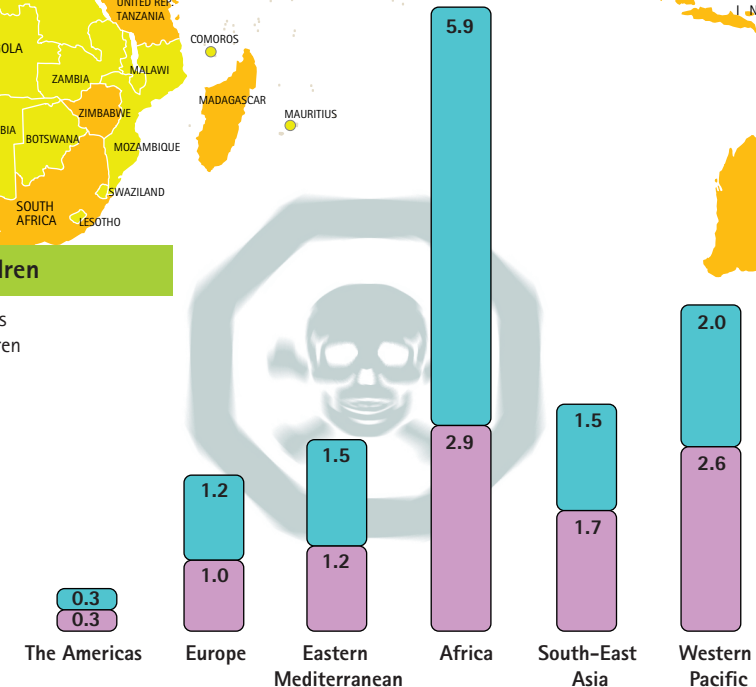 UNITED REP.
TANZANIA
I N
COMOROS
OLA
ZAMBIA
MALAWI
MADAGASCAR
ZIMBABWE
MAURITIUS
BIA
BOTSWANA
MOZAMBIQUE
SWAZILAND
SOUTH
AFRICA
LESOTHO
dren
s
ren
5.9
2.9
2.0
2.6
1.5
1.7
1.5
1.2
1.2
1.0
0.3
0.3
The Americas
Europe
Eastern
Mediterranean
Africa
South-East
Asia
Western
Pacific